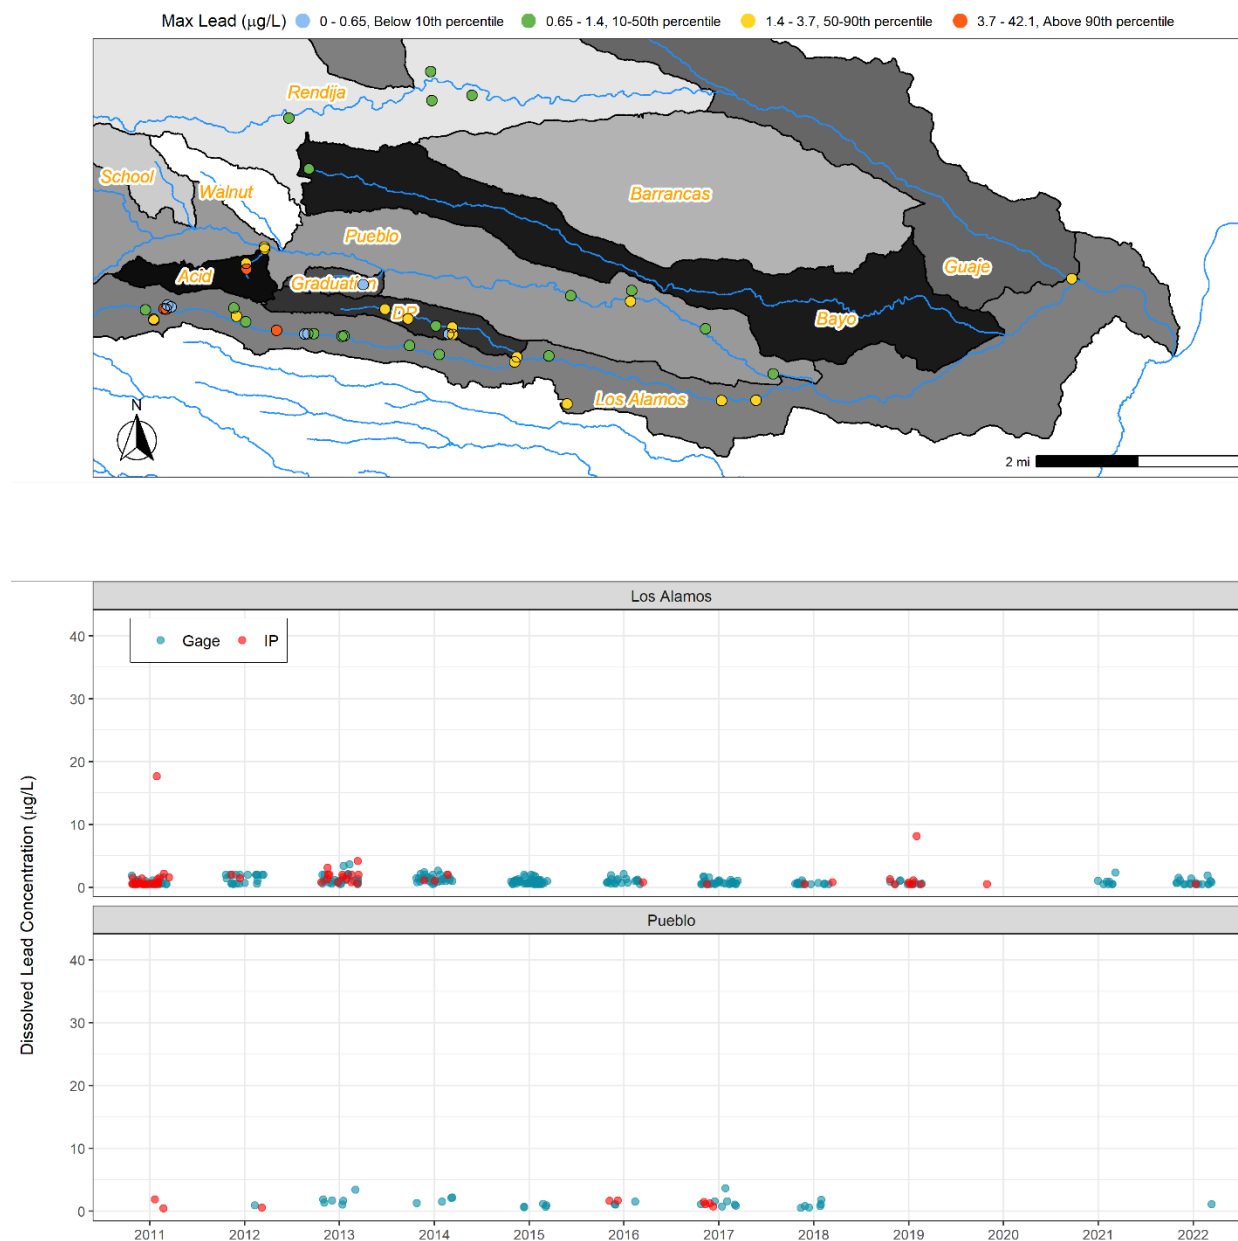 Max Lead (µg/L) 0 - 0.65, Below 10th percentile 0.65 - 1.4, 10-50th percentile 1.4 - 3.7, 50-90th percentile 3.7 - 42.1, Above 90th percentile
Rendija
School
Walnut
Barrancas
Pueblo
Guaje
Acid
Graduation
DP
Bayo
Los Alamos
N
2 mi
Los Alamos
Gage IP
40
30
20
10
0
Dissolved Lead Concentration (µg/L)
Pueblo
40
30
20
10
0
2011 2012 2013 2014 2015 2016 2017 2018 2019 2020 2021 2022